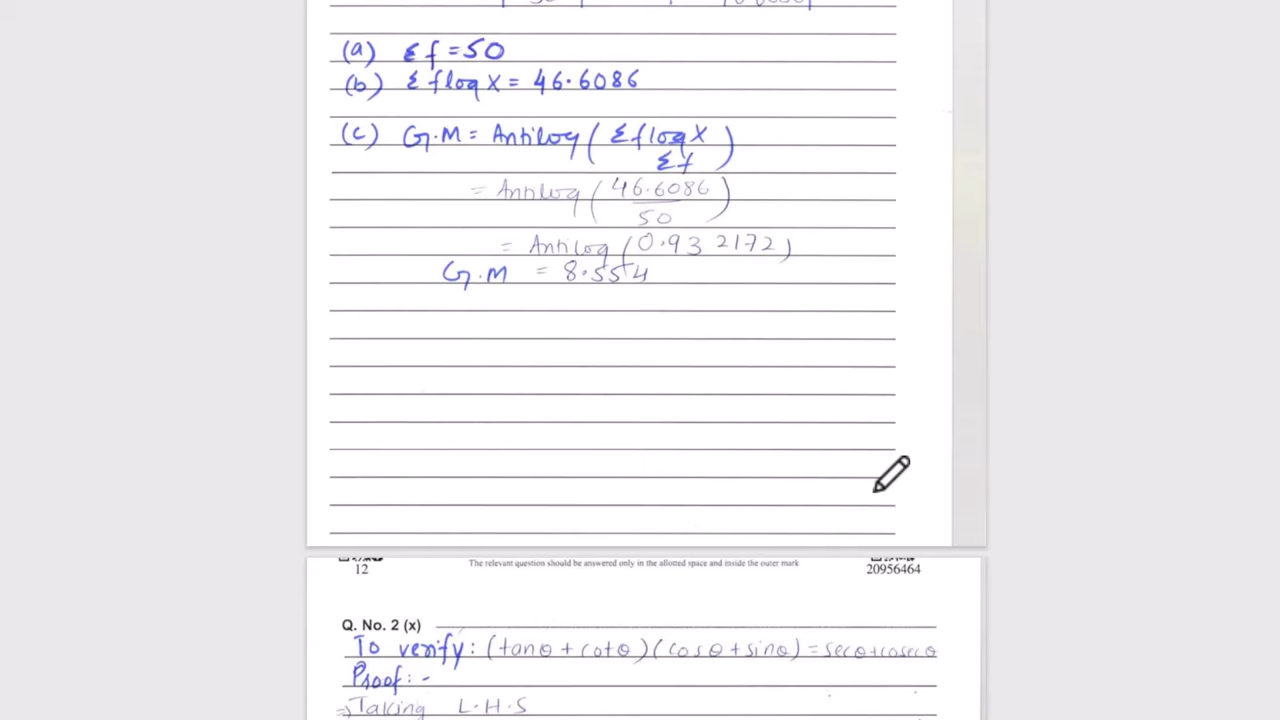 (a) Σf = 50
(b) Σ f log X = 46.6086
(c) G.M = Antilog ( Σ f log X / Σf )
= Antilog ( 46.6086 / 50 )
= Antilog (0.932172)
G.M = 8.554
12 The relevant question should be answered only in the allotted space and inside the outer mark 20956464
Q. No. 2 (x)
To verify: (tanθ + cotθ)(cosθ + sinθ) = secθ + cosecθ
Proof:-
⇒ Taking L.H.S